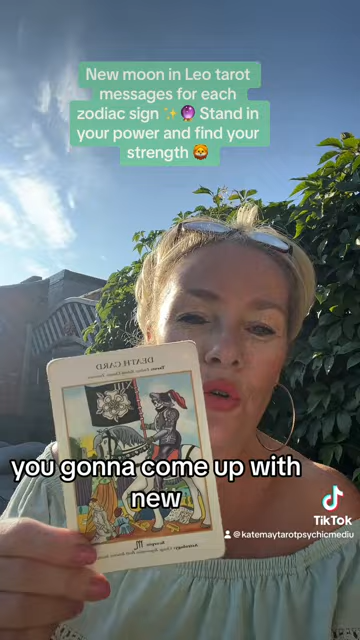 New moon in Leo tarot
messages for each
zodiac sign ✨🔮 Stand in
your power and find your
strength 🦁
DEATH CARD
you gonna come up with
new
TikTok
@katemaytarotpsychicmediu